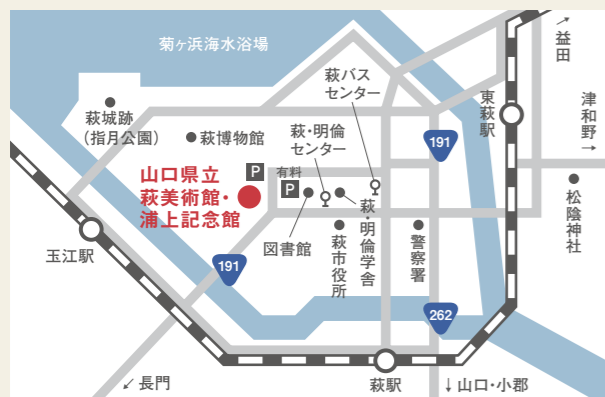 菊ヶ浜海水浴場
↗益田
萩バス
センター
萩城跡
(指月公園)
萩博物館
萩・明倫
センター
191
東萩駅
津和野→
P
有料
P
山口県立
萩美術館・
浦上記念館
図書館
萩市役所
萩・明倫学舎
警察署
松陰神社
玉江駅
191
262
萩駅
↙長門
↓山口・小郡